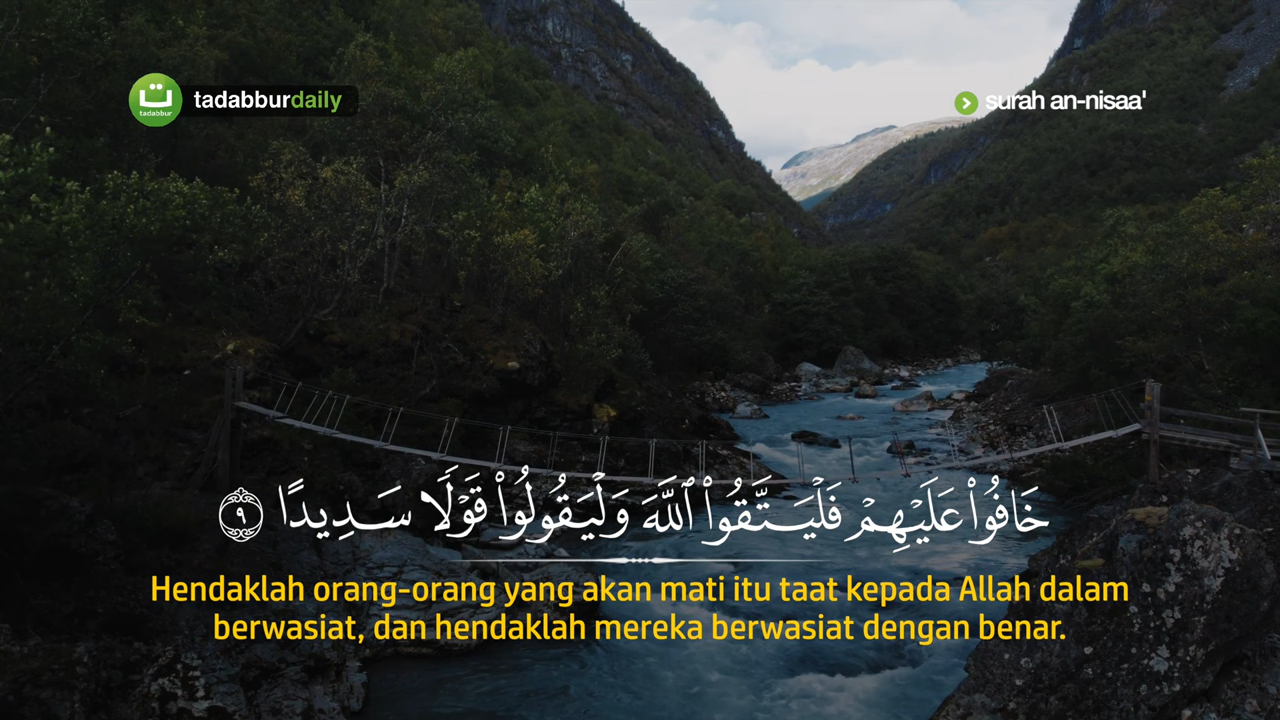 ت
tadabbur
tadabburdaily
surah an-nisaa'
خَافُوا۟ عَلَيْهِمْ فَلْيَتَّقُوا۟ ٱللَّهَ وَلْيَقُولُوا۟ قَوْلًا سَدِيدًا ٩
Hendaklah orang-orang yang akan mati itu taat kepada Allah dalam
berwasiat, dan hendaklah mereka berwasiat dengan benar.